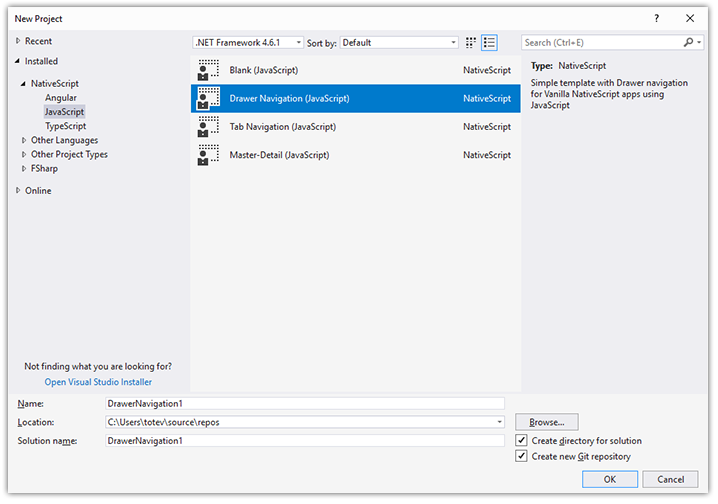 New Project
?
Recent
.NET Framework 4.6.1
Sort by:
Default
Search (Ctrl+E)
Installed
NativeScript
Angular
JavaScript
TypeScript
Other Languages
Other Project Types
FSharp
Online
Blank (JavaScript) NativeScript
Drawer Navigation (JavaScript) NativeScript
Tab Navigation (JavaScript) NativeScript
Master-Detail (JavaScript) NativeScript
Type: NativeScript
Simple template with Drawer navigation
for Vanilla NativeScript apps using
JavaScript
Not finding what you are looking for?
Open Visual Studio Installer
Name: DrawerNavigation1
Location: C:\Users\totev\source\repos
Browse...
Solution name: DrawerNavigation1
Create directory for solution
Create new Git repository
OK
Cancel